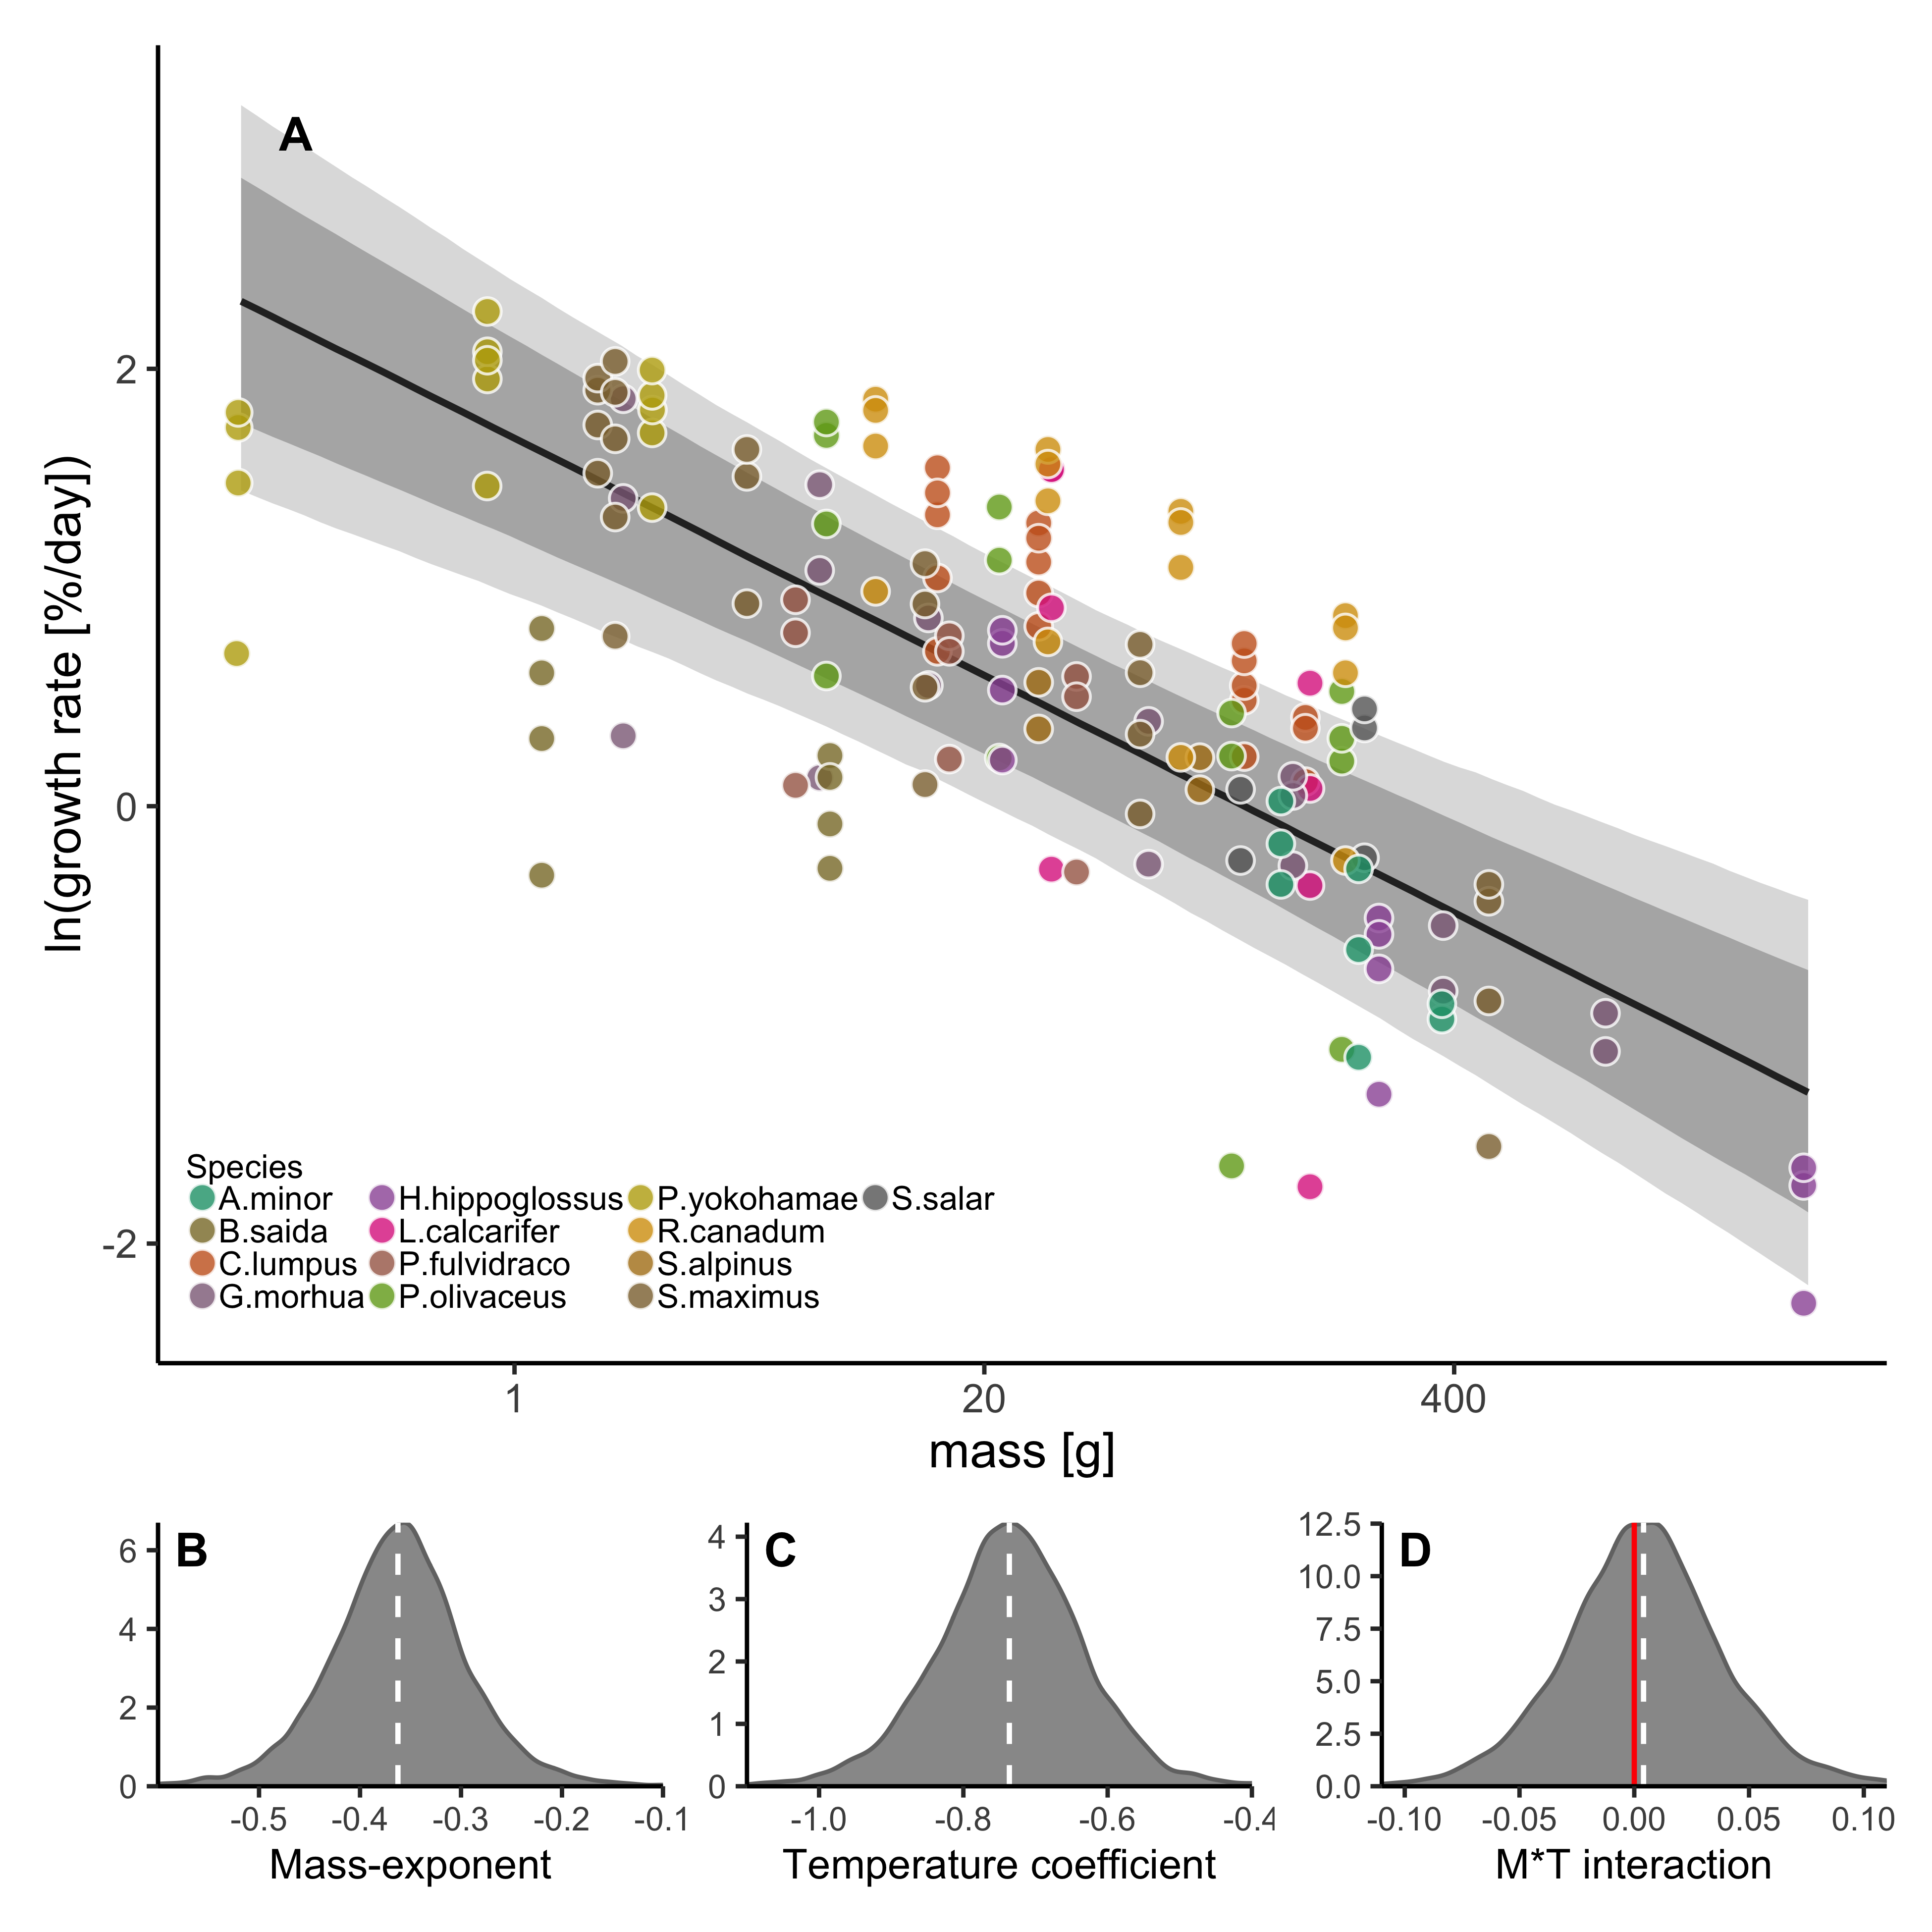 A
ln(growth rate [%/day])
2
0
-2
Species
A.minor H.hippoglossus P.yokohamae S.salar
B.saida L.calcarifer R.canadum
C.lumpus P.fulvidraco S.alpinus
G.morhua P.olivaceus S.maximus
1 20 400
mass [g]
B
6
4
2
0
-0.5 -0.4 -0.3 -0.2 -0.1
Mass-exponent
C
4
3
2
1
0
-1.0 -0.8 -0.6 -0.4
Temperature coefficient
D
12.5
10.0
7.5
5.0
2.5
0.0
-0.10 -0.05 0.00 0.05 0.10
M*T interaction